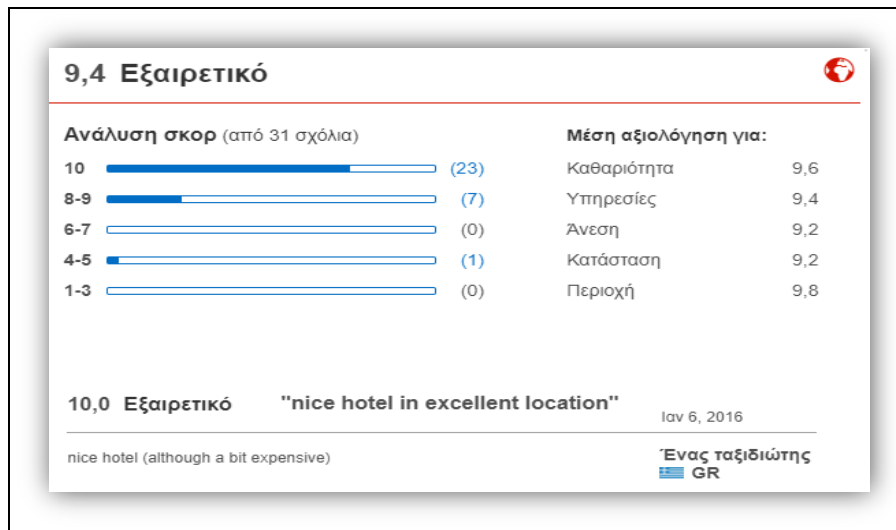 9,4 Εξαιρετικό
Ανάλυση σκορ (από 31 σχόλια)
10 (23)
8-9 (7)
6-7 (0)
4-5 (1)
1-3 (0)
Μέση αξιολόγηση για:
Καθαριότητα 9,6
Υπηρεσίες 9,4
Άνεση 9,2
Κατάσταση 9,2
Περιοχή 9,8
10,0 Εξαιρετικό "nice hotel in excellent location"
Ιαν 6, 2016
nice hotel (although a bit expensive)
Ένας ταξιδιώτης
GR